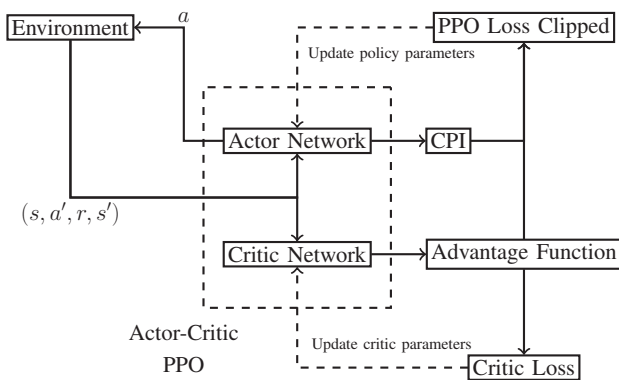 Environment
a
PPO Loss Clipped
Update policy parameters
Actor Network
CPI
(s, a′, r, s′)
Critic Network
Advantage Function
Actor-Critic
PPO
Update critic parameters
Critic Loss